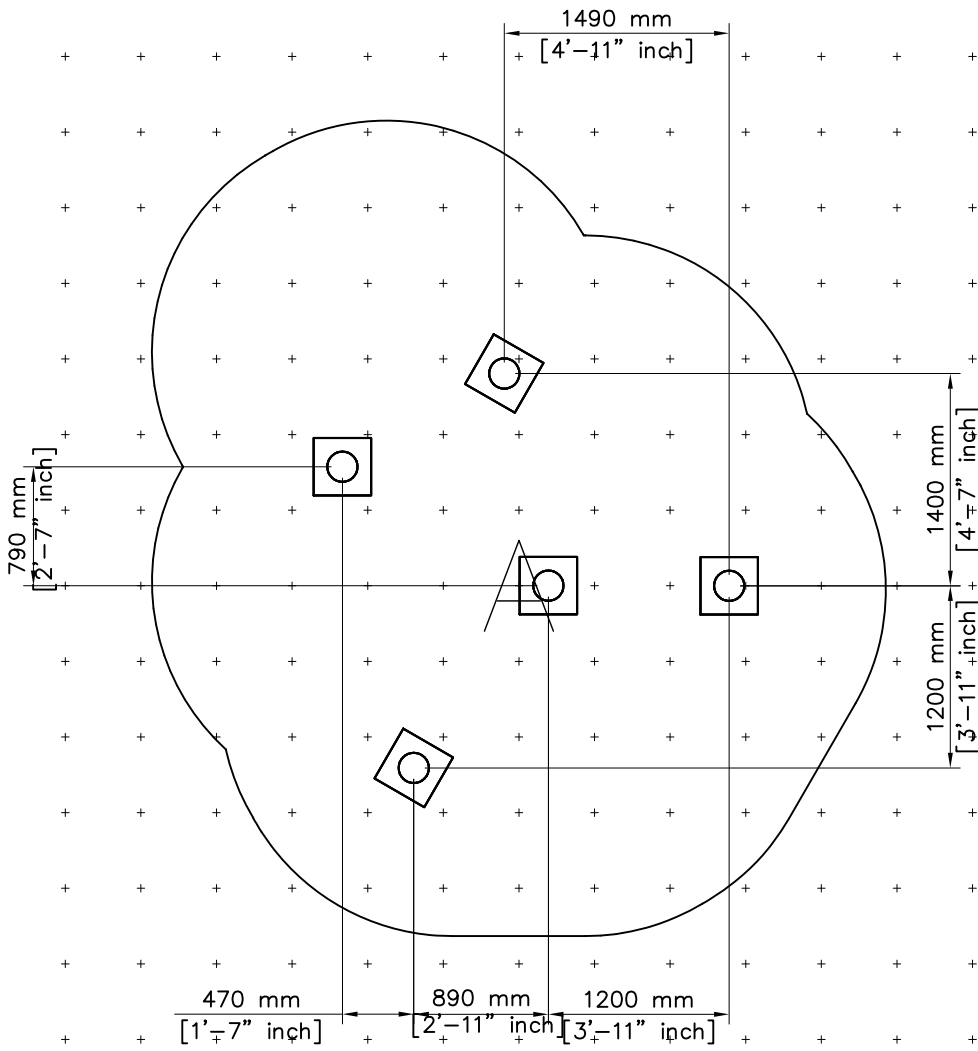 1490 mm
[4'-11" inch]
790 mm
[2'-7" inch]
1400 mm
[4'-7" inch]
A
1200 mm
[3'-11" inch]
470 mm
[1'-7" inch]
890 mm
[2'-11" inch]
1200 mm
[3'-11" inch]